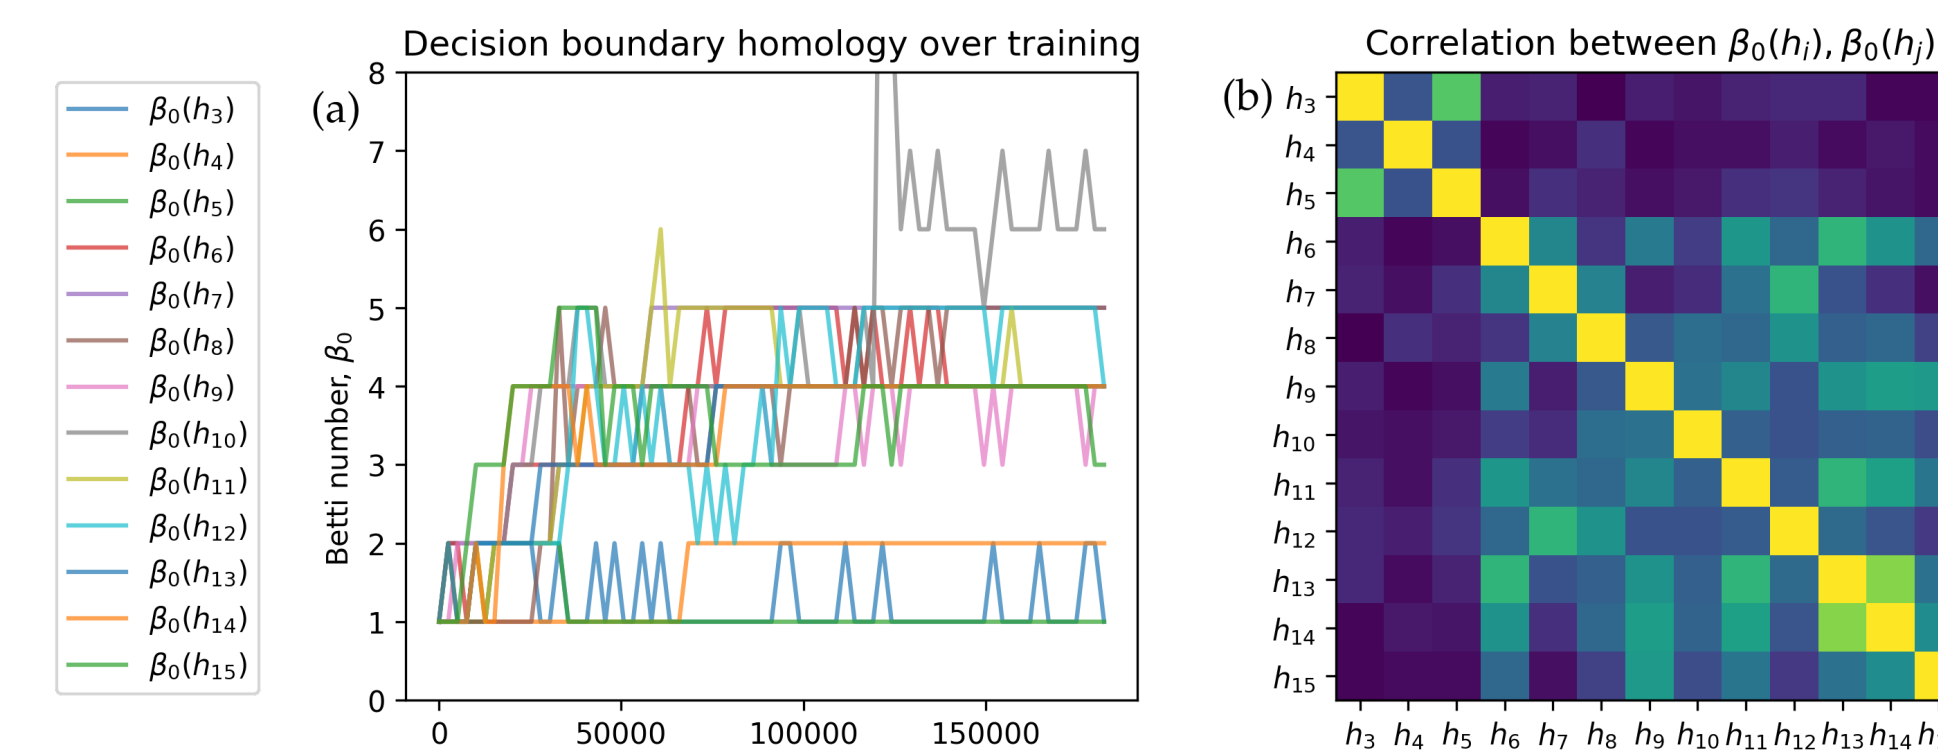 Decision boundary homology over training
Correlation between β₀(hᵢ), β₀(hⱼ)
β₀(h₃)
β₀(h₄)
β₀(h₅)
β₀(h₆)
β₀(h₇)
β₀(h₈)
β₀(h₉)
β₀(h₁₀)
β₀(h₁₁)
β₀(h₁₂)
β₀(h₁₃)
β₀(h₁₄)
β₀(h₁₅)
(a)
Betti number, β₀
8
7
6
5
4
3
2
1
0
0 50000 100000 150000
(b)
h₃
h₄
h₅
h₆
h₇
h₈
h₉
h₁₀
h₁₁
h₁₂
h₁₃
h₁₄
h₁₅
h₃ h₄ h₅ h₆ h₇ h₈ h₉ h₁₀ h₁₁ h₁₂ h₁₃ h₁₄